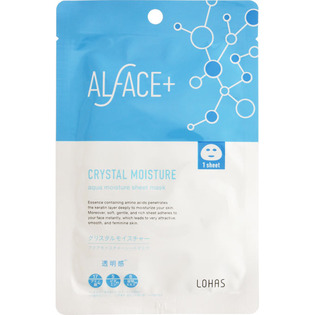 ALFACE+
1 sheet
CRYSTAL MOISTURE
aqua moisture sheet mask
Essence containing amino acids penetrates
the keratin layer deeply to moisturize your skin.
Moreover, soft, gentle, and rich sheet adheres to
your face instantly, which leads to very attractive
smooth, and feminine skin.
クリスタルモイスチャー
透明感
LOHAS